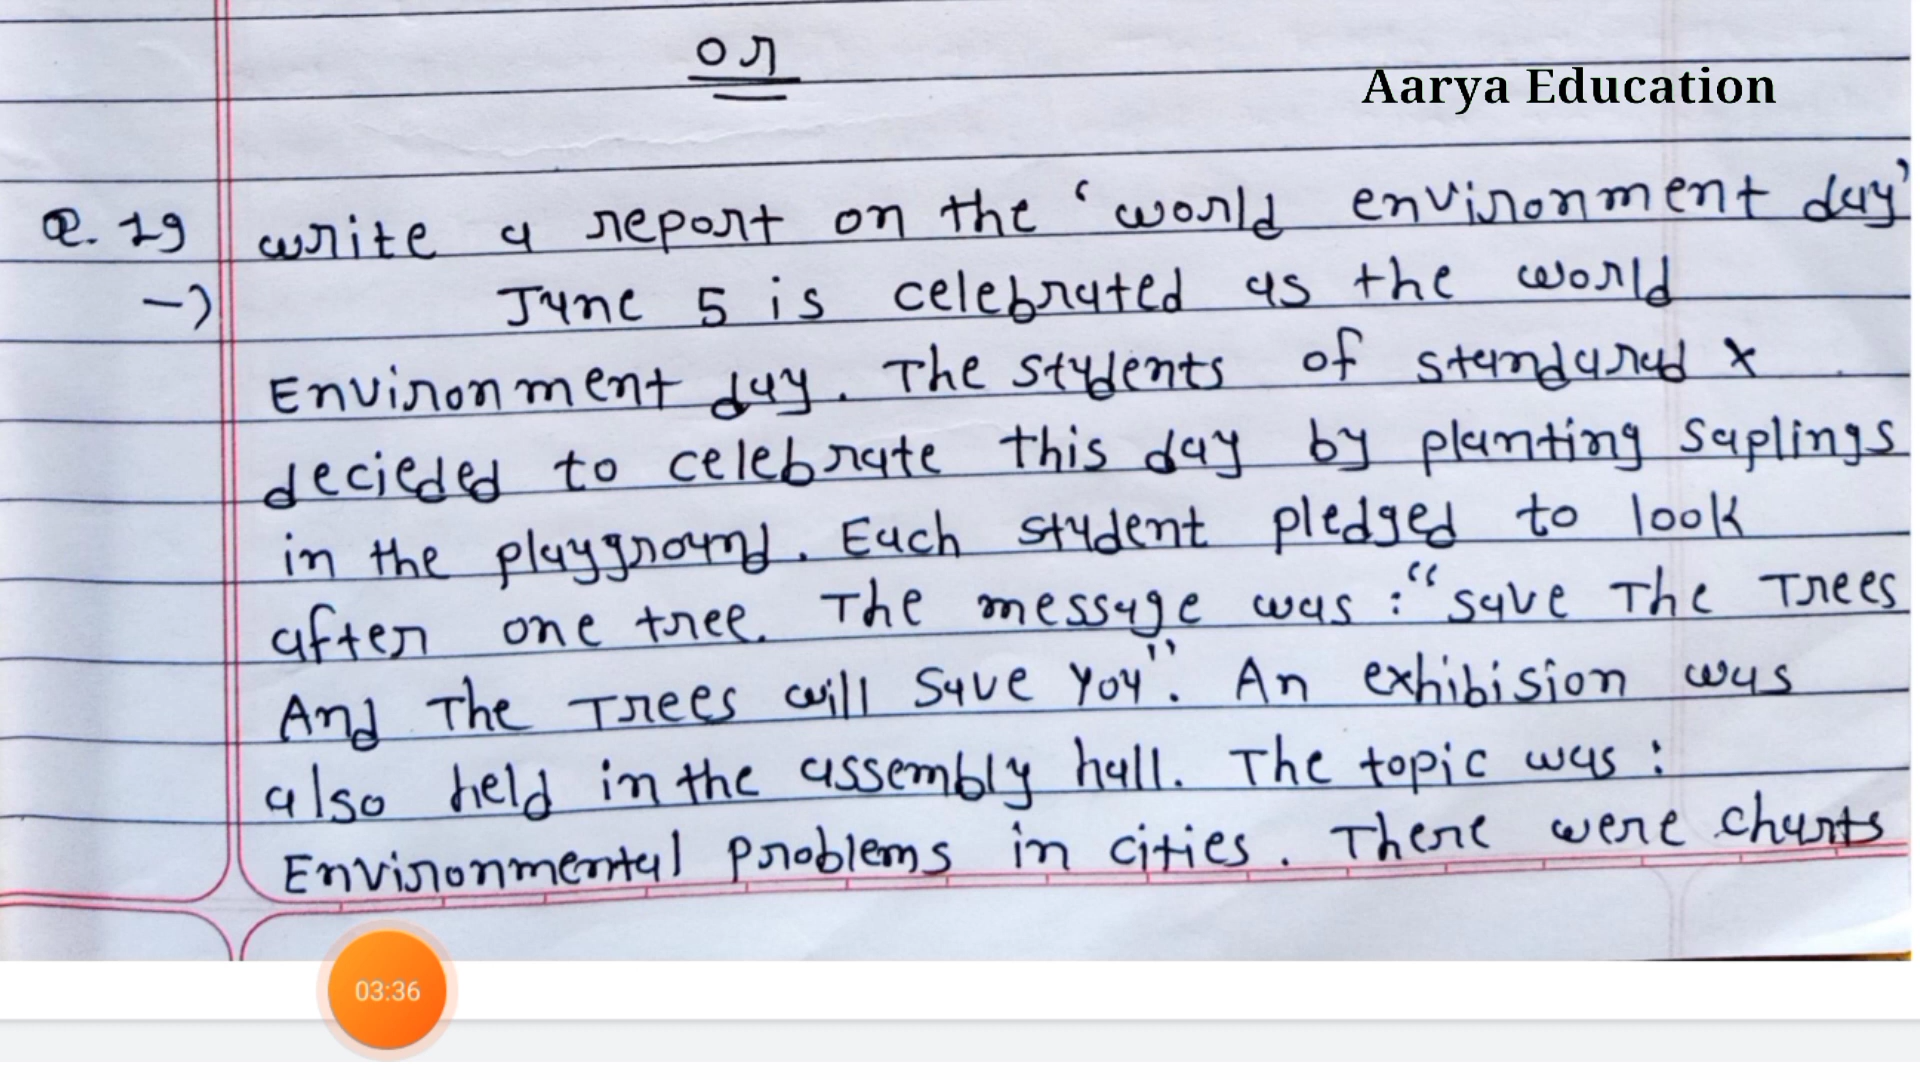 or
Aarya Education
Q. 19 write a report on the 'world environment day'
→ June 5 is celebrated as the world
Environment day. The students of standarad x
decieded to celebrate this day by planting saplings
in the playground. Each student pledged to look
after one tree. The message was : "save The Trees
And The Trees will save you". An exhibision was
also held in the assembly hall. The topic was :
Environmental problems in cities. There were charts
03:36